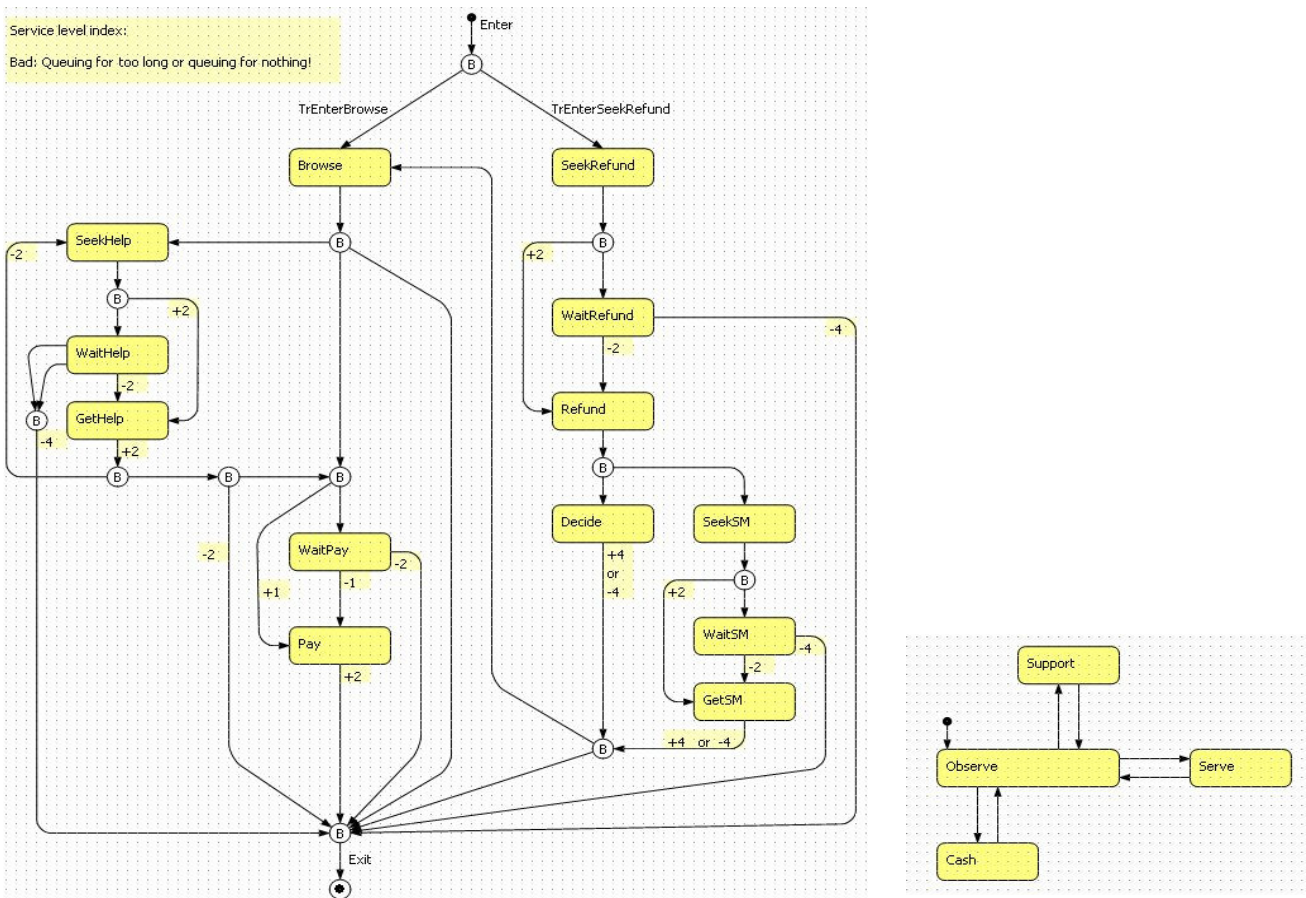 Service level index:
Bad: Queuing for too long or queuing for nothing!
Enter
B
TrEnterBrowse
TrEnterSeekRefund
Browse
SeekRefund
SeekHelp
B
B
-2
+2
B
+2
WaitRefund
-4
WaitHelp
-2
-2
GetHelp
Refund
B
-4
+2
B
B
B
B
Decide
SeekSM
WaitPay
-2
-2
-1
+4
or
-4
B
+1
+2
Pay
+2
WaitSM
-4
-2
GetSM
+4 or -4
B
B
Exit
Support
Observe
Serve
Cash